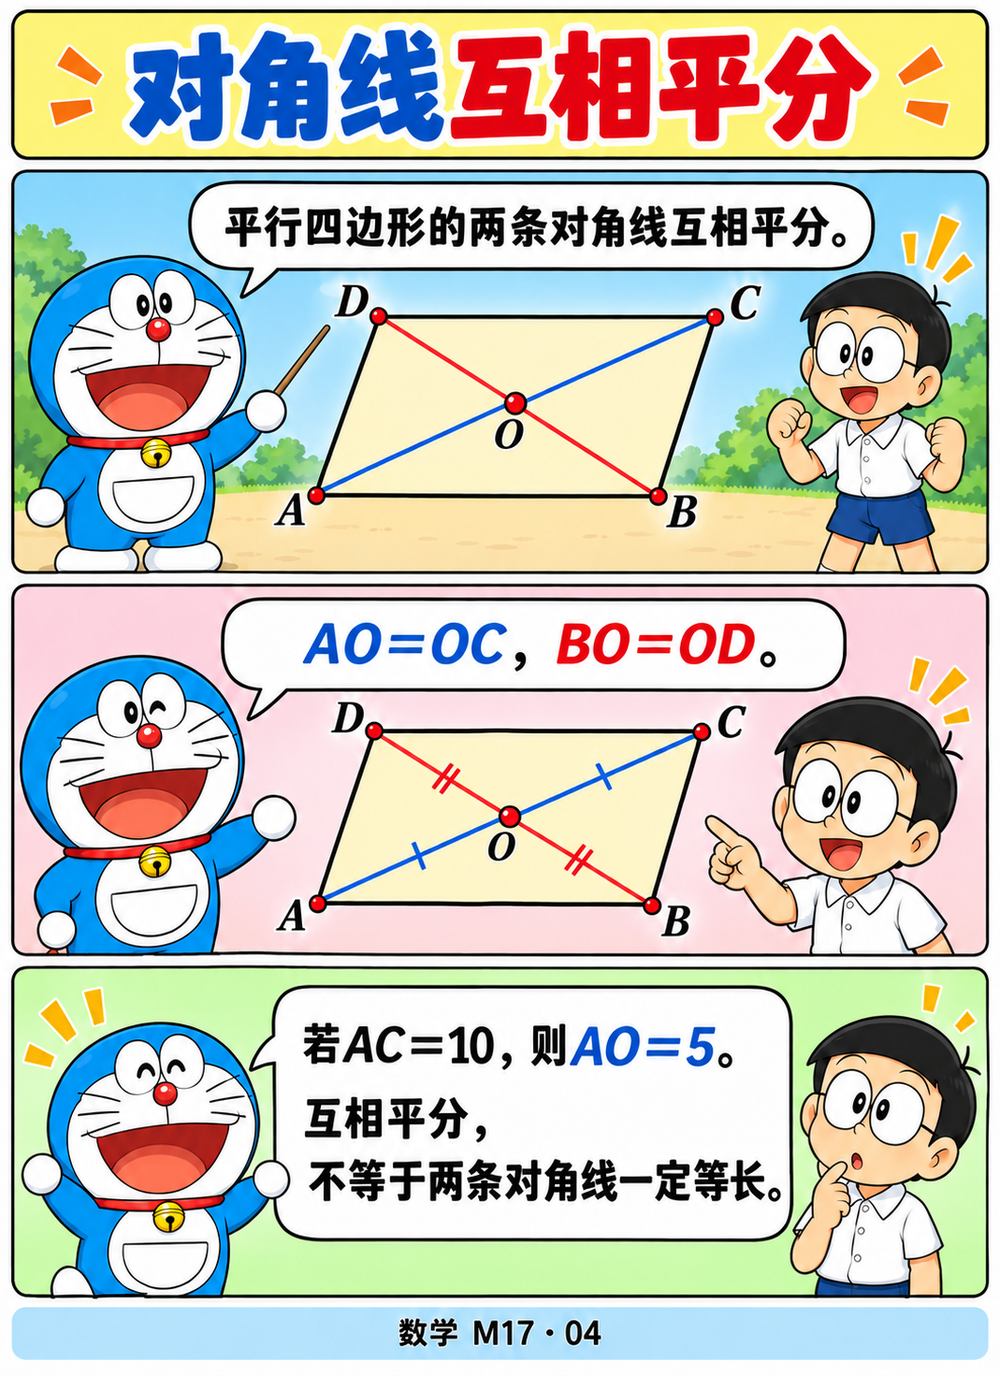 对角线互相平分
平行四边形的两条对角线互相平分。
D
C
O
A
B
AO=OC，BO=OD。
D
C
O
A
B
若AC=10，则AO=5。
互相平分，
不等于两条对角线一定等长。
数学 M17·04